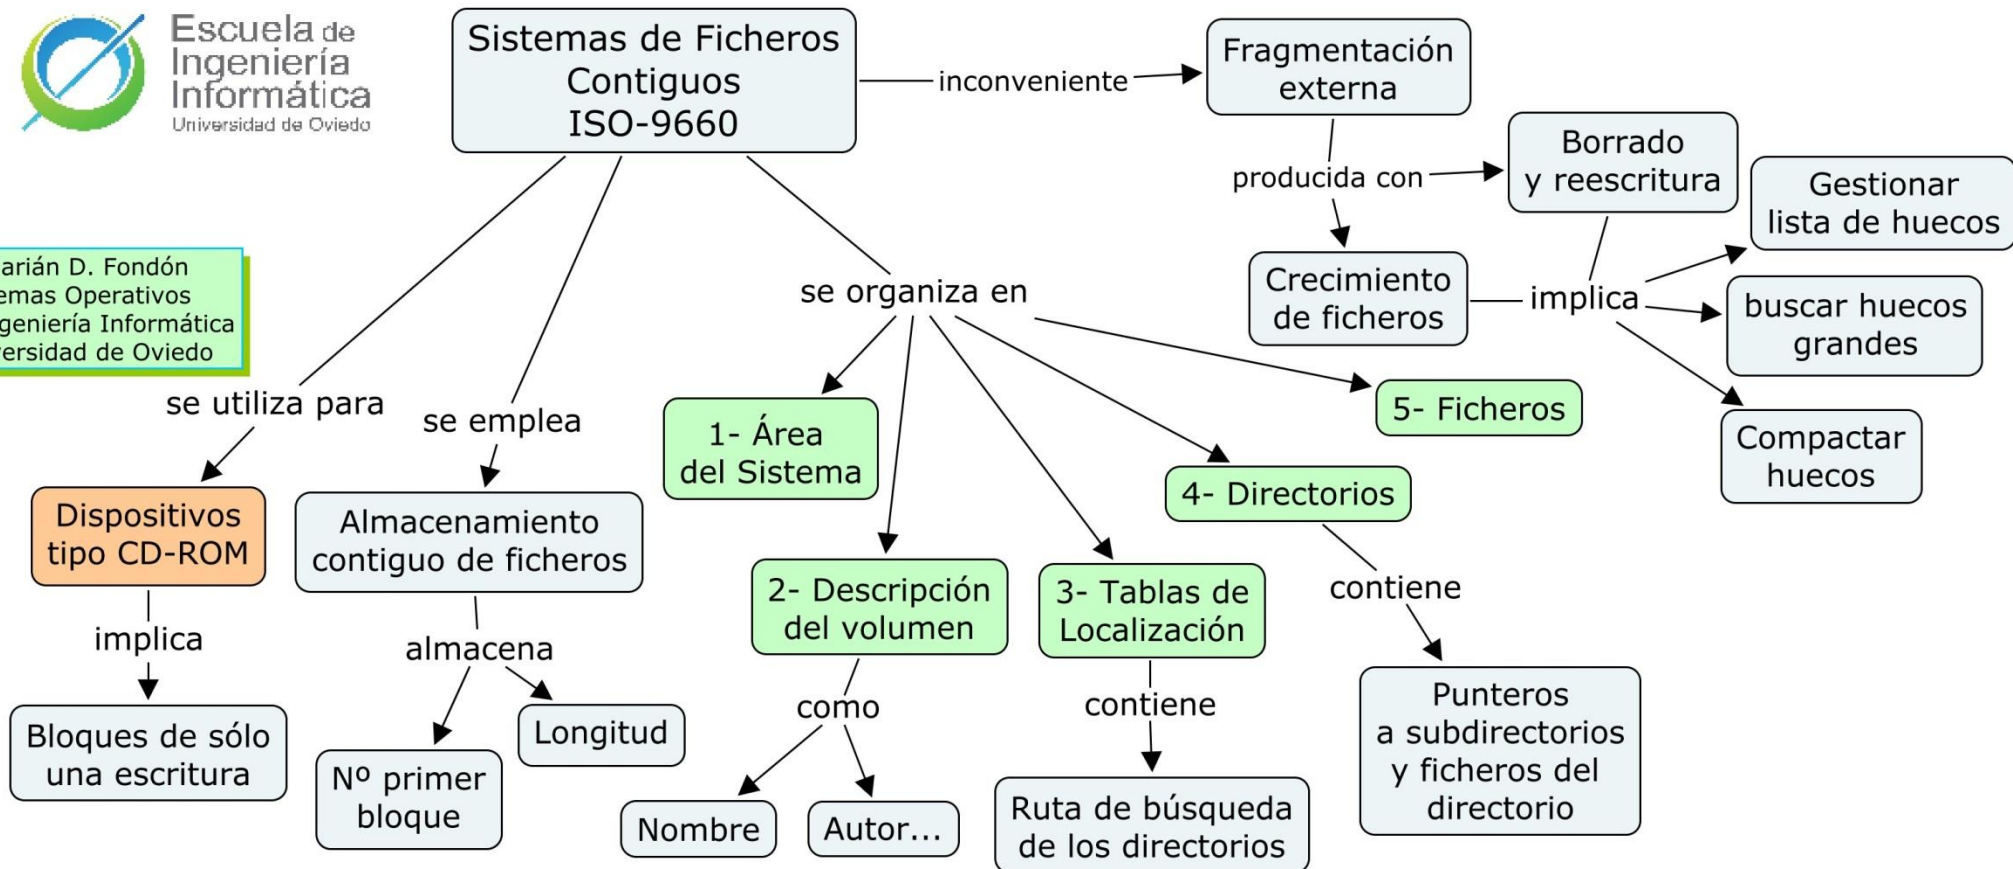 Escuela de
Ingeniería
Informática
Universidad de Oviedo
Sistemas de Ficheros
Contiguos
ISO-9660
inconveniente
Fragmentación
externa
producida con
Borrado
y reescritura
Crecimiento
de ficheros
implica
Gestionar
lista de huecos
buscar huecos
grandes
Compactar
huecos
D. Fondón
Operativos
Informática
de Oviedo
se utiliza para
Dispositivos
tipo CD-ROM
implica
Bloques de sólo
una escritura
se emplea
Almacenamiento
contiguo de ficheros
almacena
Nº primer
bloque
Longitud
se organiza en
1- Área
del Sistema
2- Descripción
del volumen
como
Nombre
Autor...
3- Tablas de
Localización
contiene
Ruta de búsqueda
de los directorios
4- Directorios
contiene
Punteros
a subdirectorios
y ficheros del
directorio
5- Ficheros